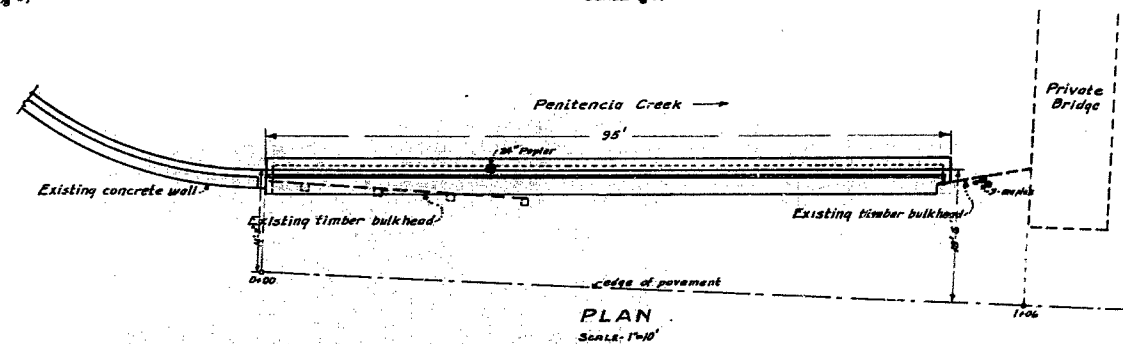 Private
Bridge
Penitencia Creek
95'
24" Poplar
Existing concrete wall
Existing timber bulkhead
Existing timber bulkhead
0+00
edge of pavement
1+06
PLAN
SCALE-1"=10'